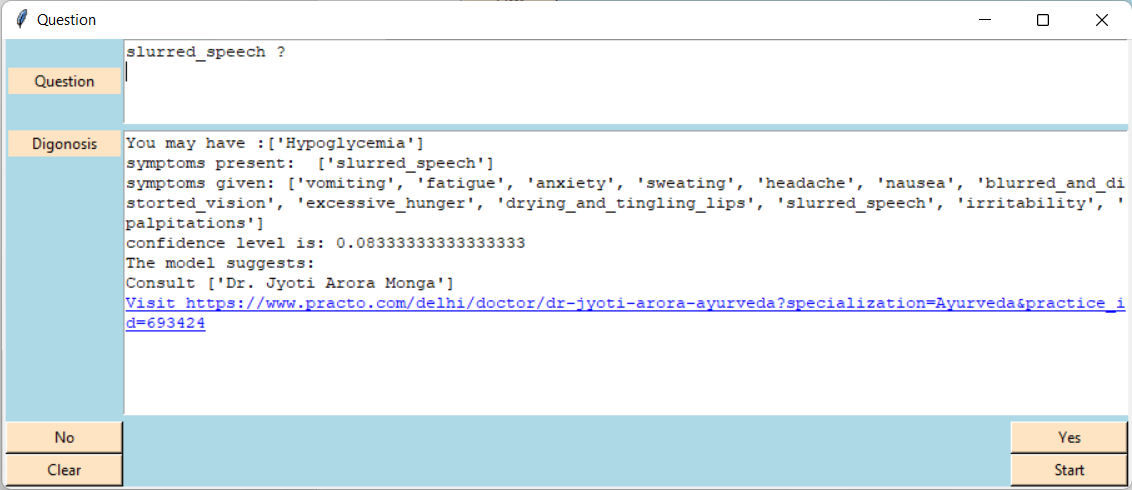 Question
slurred_speech ?
Question
Digonosis
You may have :['Hypoglycemia']
symptoms present:  ['slurred_speech']
symptoms given: ['vomiting', 'fatigue', 'anxiety', 'sweating', 'headache', 'nausea', 'blurred_and_di
storted_vision', 'excessive_hunger', 'drying_and_tingling_lips', 'slurred_speech', 'irritability', '
palpitations']
confidence level is: 0.08333333333333333
The model suggests:
Consult ['Dr. Jyoti Arora Monga']
Visit https://www.practo.com/delhi/doctor/dr-jyoti-arora-ayurveda?specialization=Ayurveda&practice_i
d=693424
No
Yes
Clear
Start